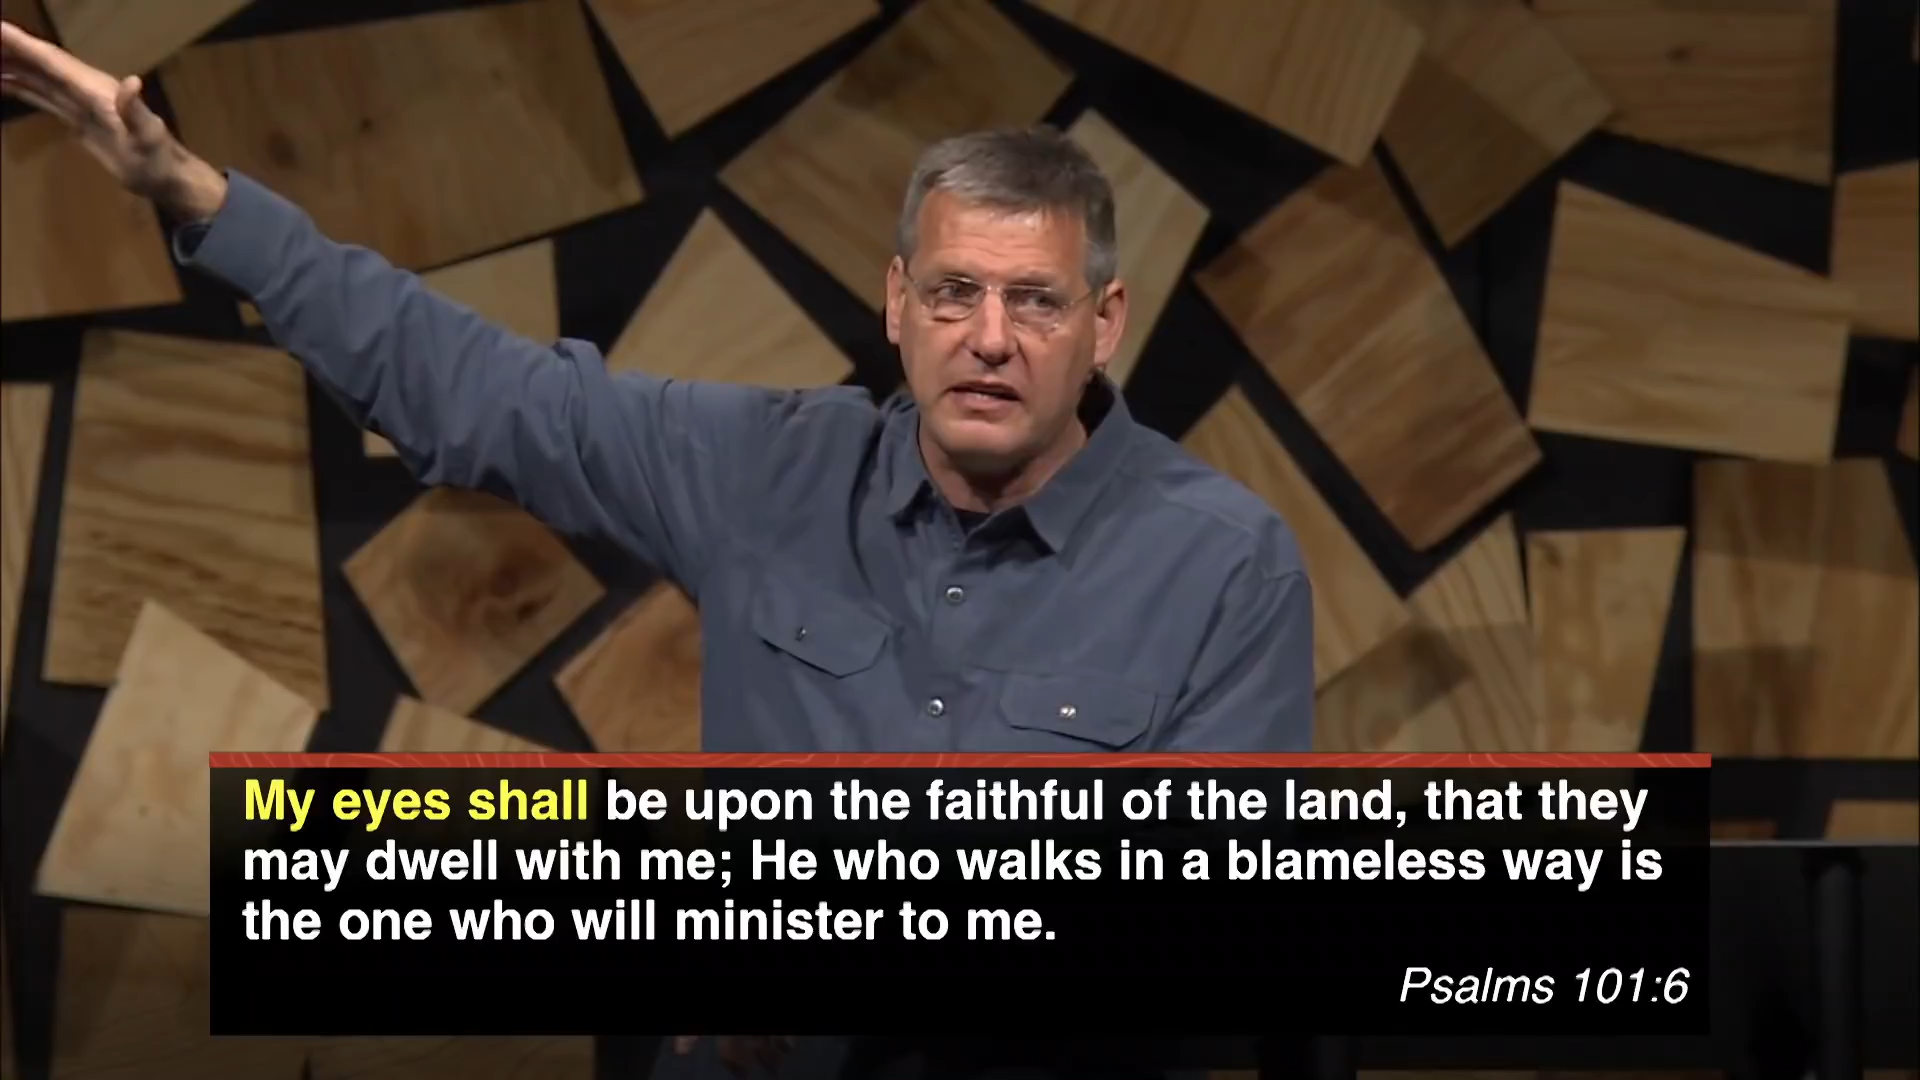 My eyes shall be upon the faithful of the land, that they
may dwell with me; He who walks in a blameless way is
the one who will minister to me.
Psalms 101:6